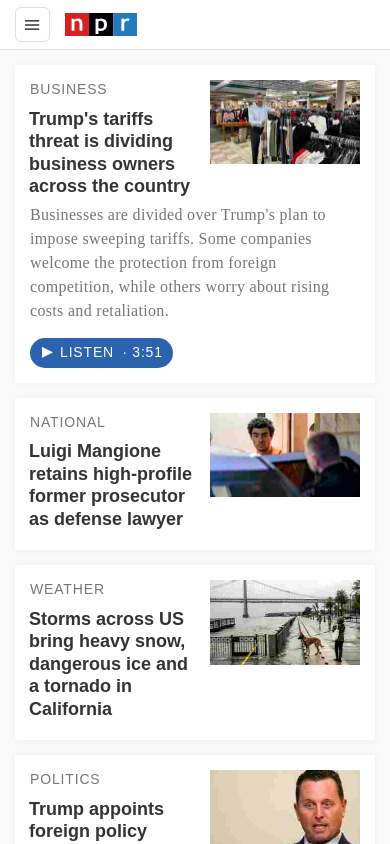 npr
BUSINESS
Trump's tariffs
threat is dividing
business owners
across the country
Businesses are divided over Trump's plan to
impose sweeping tariffs. Some companies
welcome the protection from foreign
competition, while others worry about rising
costs and retaliation.
LISTEN · 3:51
NATIONAL
Luigi Mangione
retains high-profile
former prosecutor
as defense lawyer
WEATHER
Storms across US
bring heavy snow,
dangerous ice and
a tornado in
California
POLITICS
Trump appoints
foreign policy